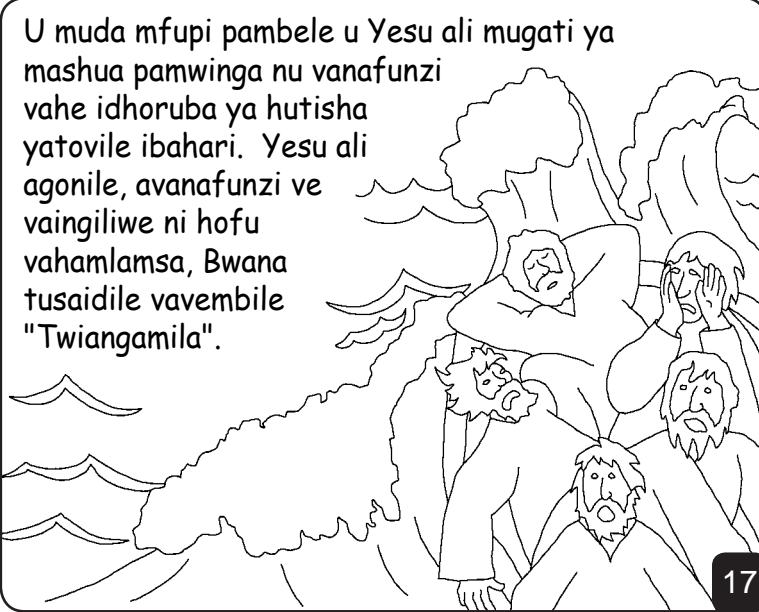 U muda mfupi pambele u Yesu ali mugati ya
mashua pamwinga nu vanafunzi
vahe idhoruba ya hutisha
yatovile ibahari.  Yesu ali
agonile, avanafunzi ve
vaingiliwe ni hofu
vahamlamsa, Bwana
tusaidile vavembile
"Twiangamila".
17